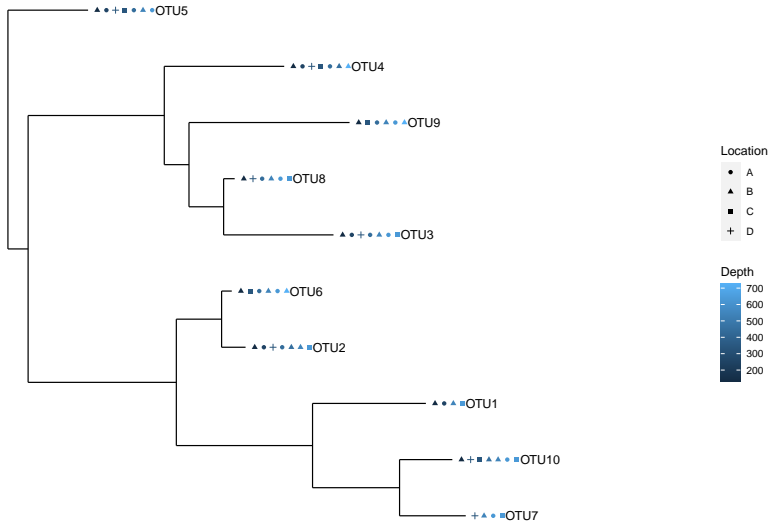 OTU5
OTU4
OTU9
OTU8
OTU3
OTU6
OTU2
OTU1
OTU10
OTU7
Location
A
B
C
D
Depth
700
600
500
400
300
200